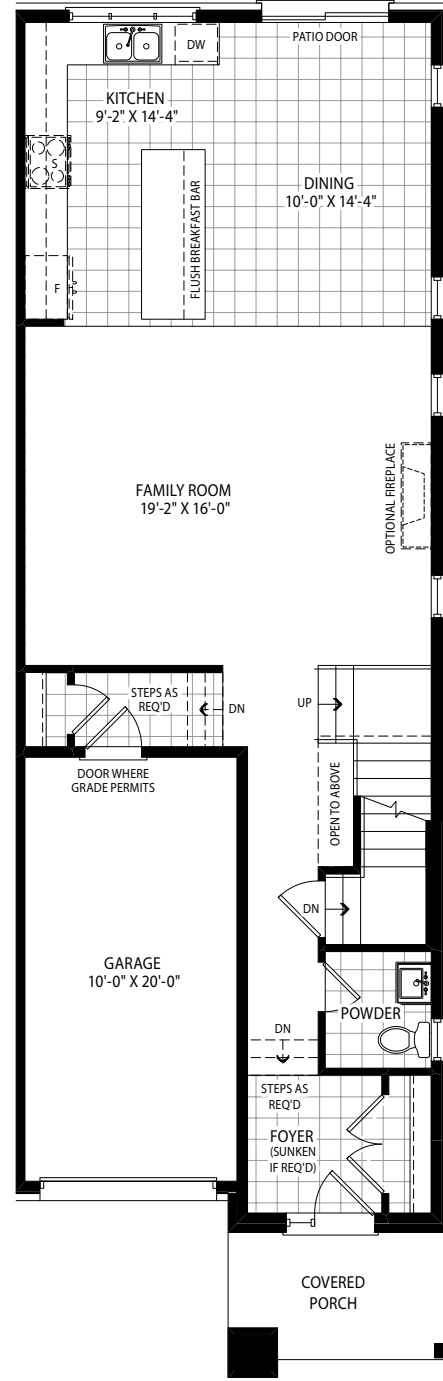 PATIO DOOR
DW
KITCHEN
9'-2" X 14'-4"
S
DINING
10'-0" X 14'-4"
FLUSH BREAKFAST BAR
F
FAMILY ROOM
19'-2" X 16'-0"
OPTIONAL FIREPLACE
STEPS AS
REQ'D
DN
UP
DOOR WHERE
GRADE PERMITS
OPEN TO ABOVE
DN
GARAGE
10'-0" X 20'-0"
POWDER
DN
STEPS AS
REQ'D
FOYER
(SUNKEN
IF REQ'D)
COVERED
PORCH